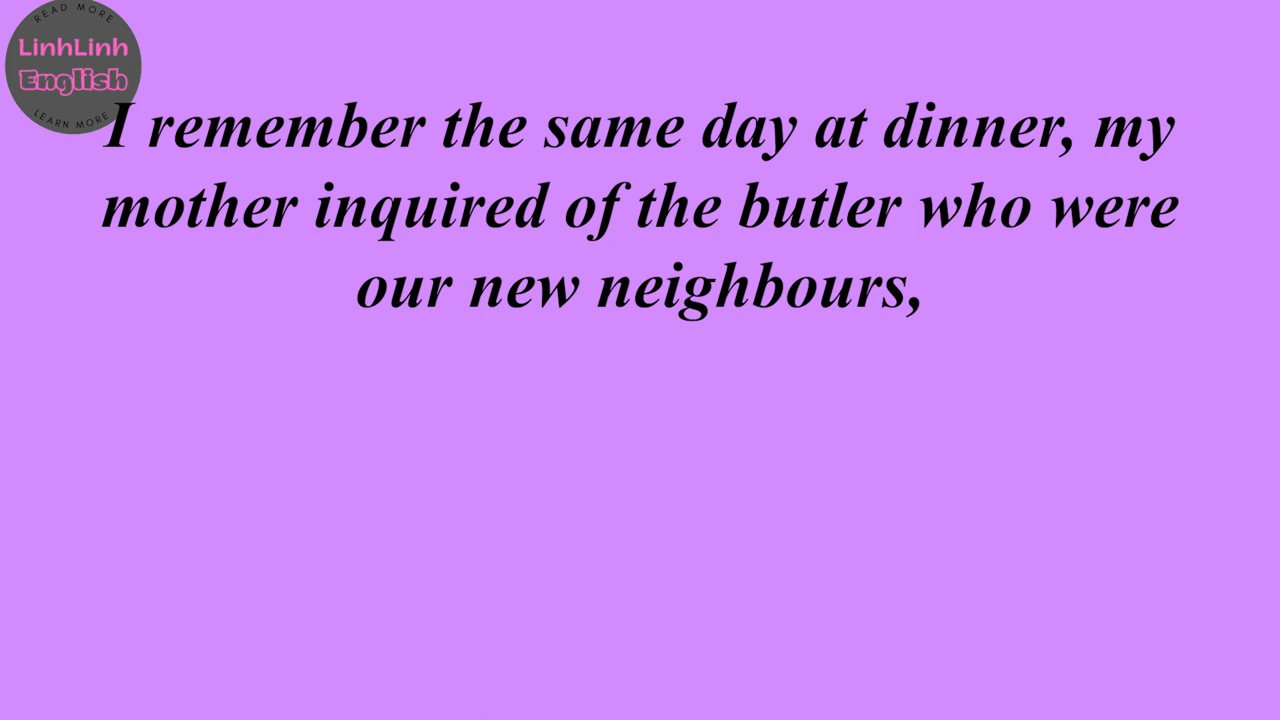 READ MORE
LinhLinh
English
LEARN MORE
I remember the same day at dinner, my
mother inquired of the butler who were
our new neighbours,